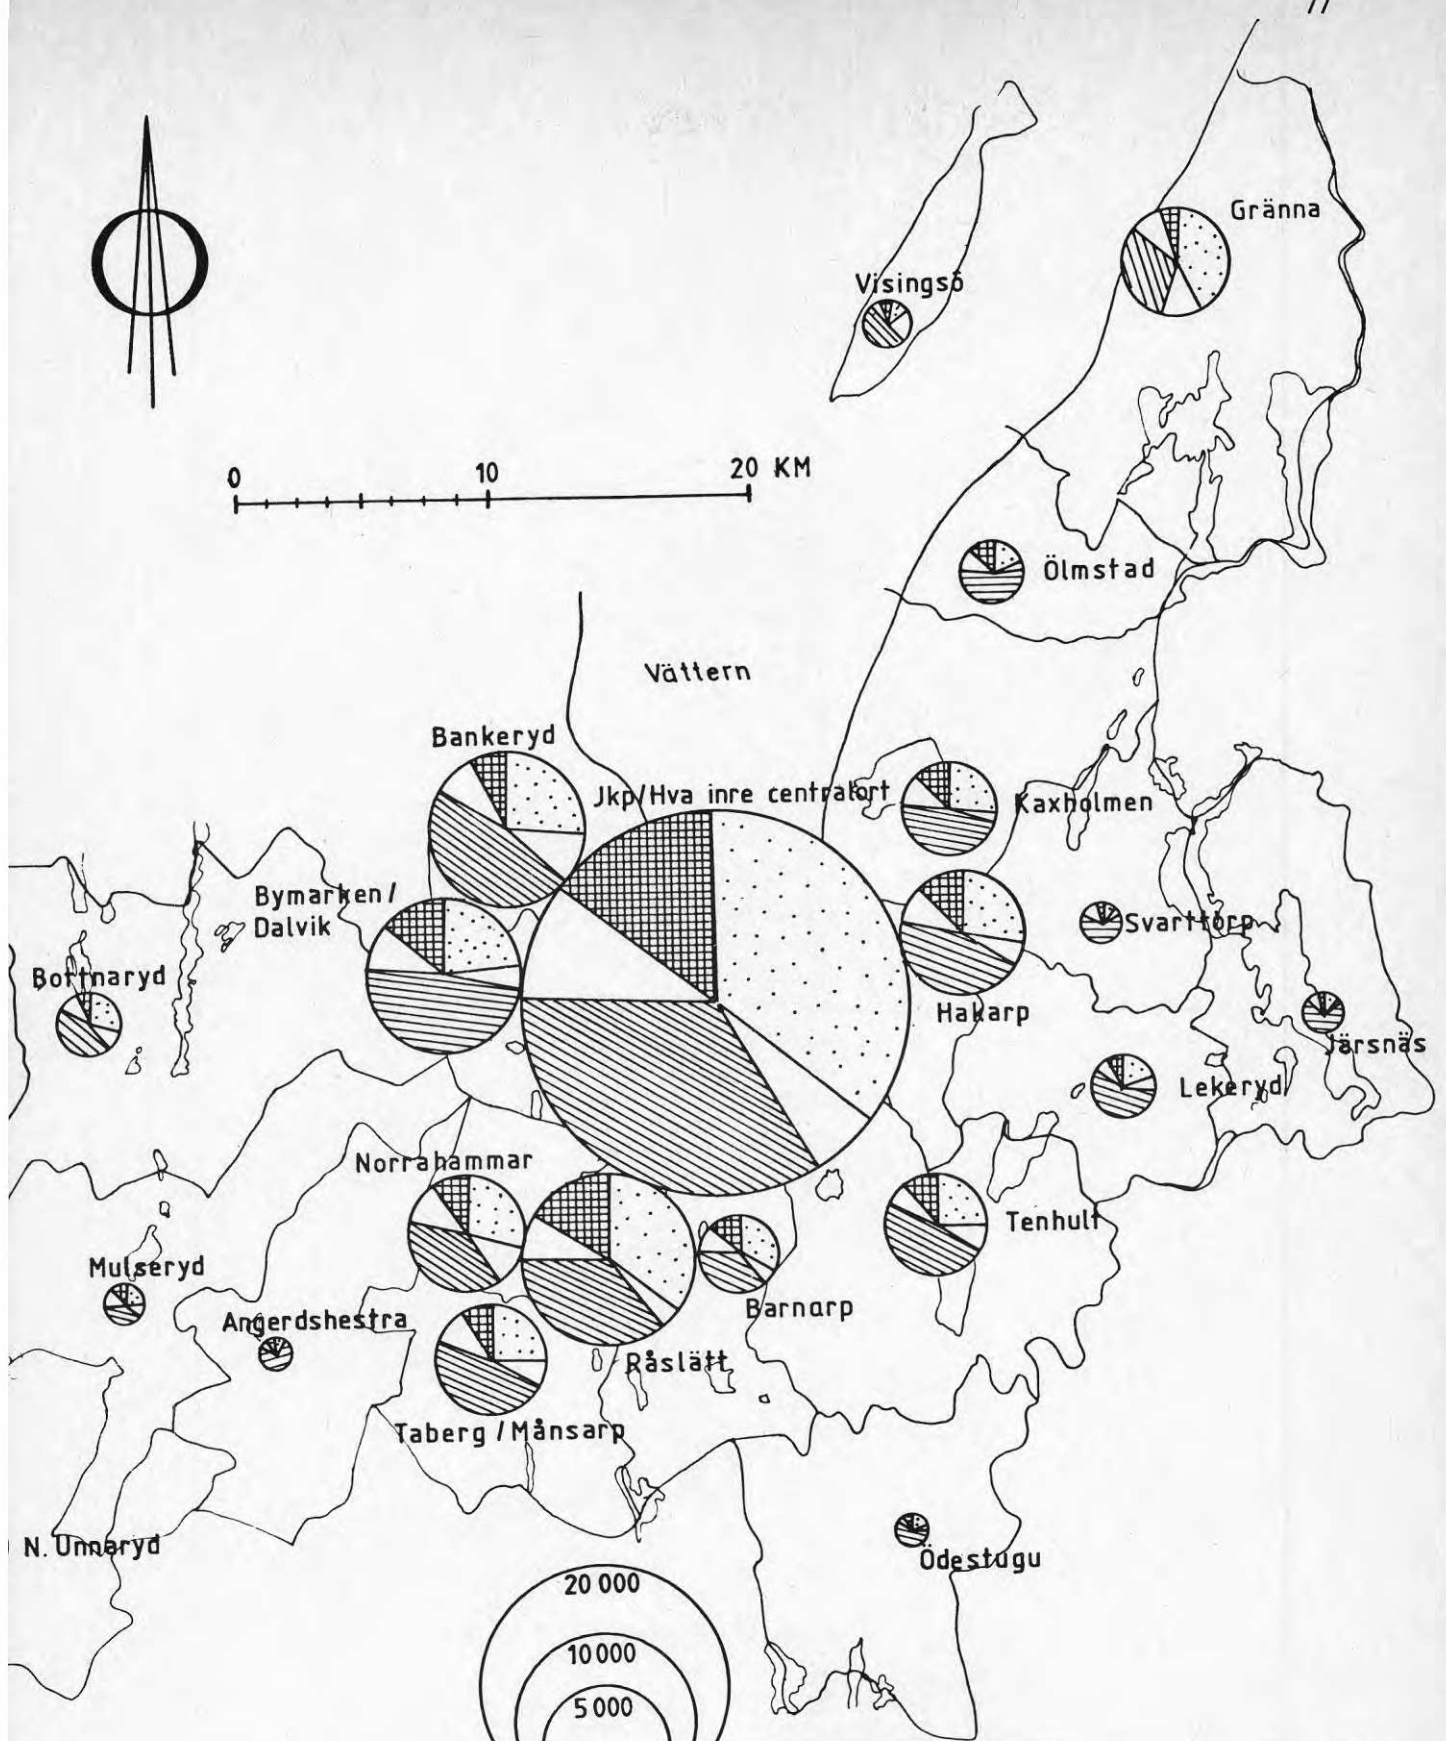 Gränna
Visingsö
0 10 20 KM
Ölmstad
Vättern
Bankeryd
Jkp/Hva inre centralort
Kaxholmen
Bymarken/
Dalvik
Svarttorp
Bottnaryd
Hakarp
Järsnäs
Lekeryd
Norrahammar
Tenhult
Mulseryd
Angerdshestra
Barnarp
Råslätt
Taberg / Månsarp
N. Unnaryd
Ödestugu
20 000
10 000
5 000